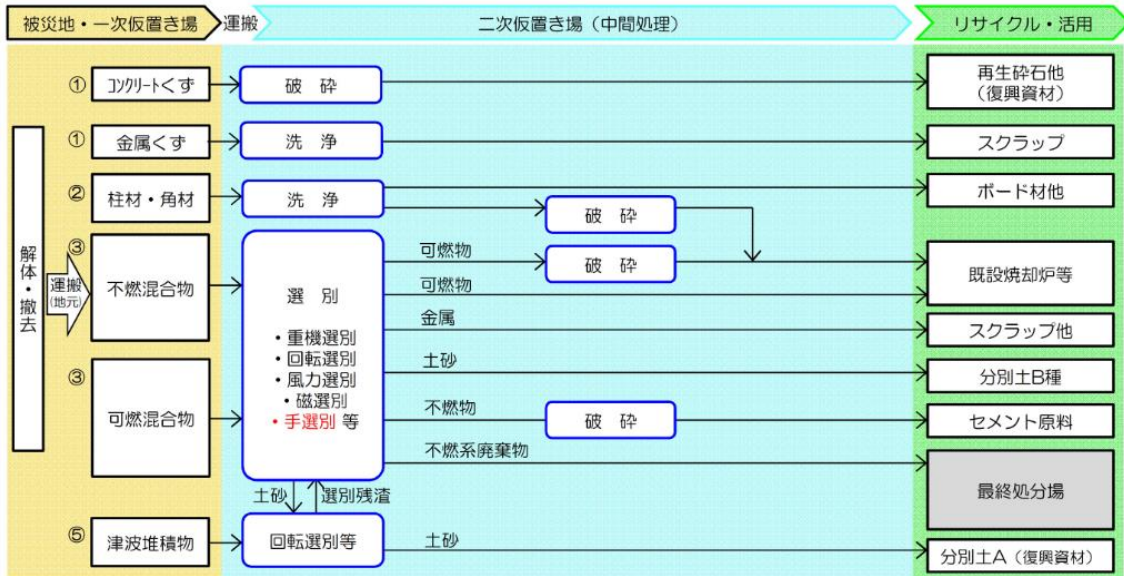 被災地・一次仮置き場
運搬
二次仮置き場（中間処理）
リサイクル・活用
解体・撤去
運搬
(地元)
①
コンクリートくず
破　砕
再生砕石他
（復興資材）
①
金属くず
洗　浄
スクラップ
②
柱材・角材
洗　浄
ボード材他
破　砕
③
不燃混合物
選　別
・重機選別
・回転選別
・風力選別
・磁選別
・手選別 等
可燃物
破　砕
可燃物
既設焼却炉等
金属
スクラップ他
土砂
分別土B種
③
可燃混合物
不燃物
破　砕
セメント原料
不燃系廃棄物
最終処分場
土砂
選別残渣
⑤
津波堆積物
回転選別等
土砂
分別土A（復興資材）